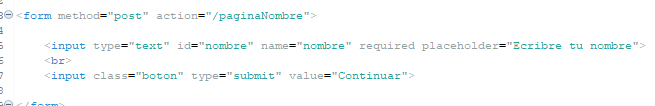 <form method="post" action="/paginaNombre">
<input type="text" id="nombre" name="nombre" required placeholder="Ecribre tu nombre">
<br>
<input class="boton" type="submit" value="Continuar">
</form>